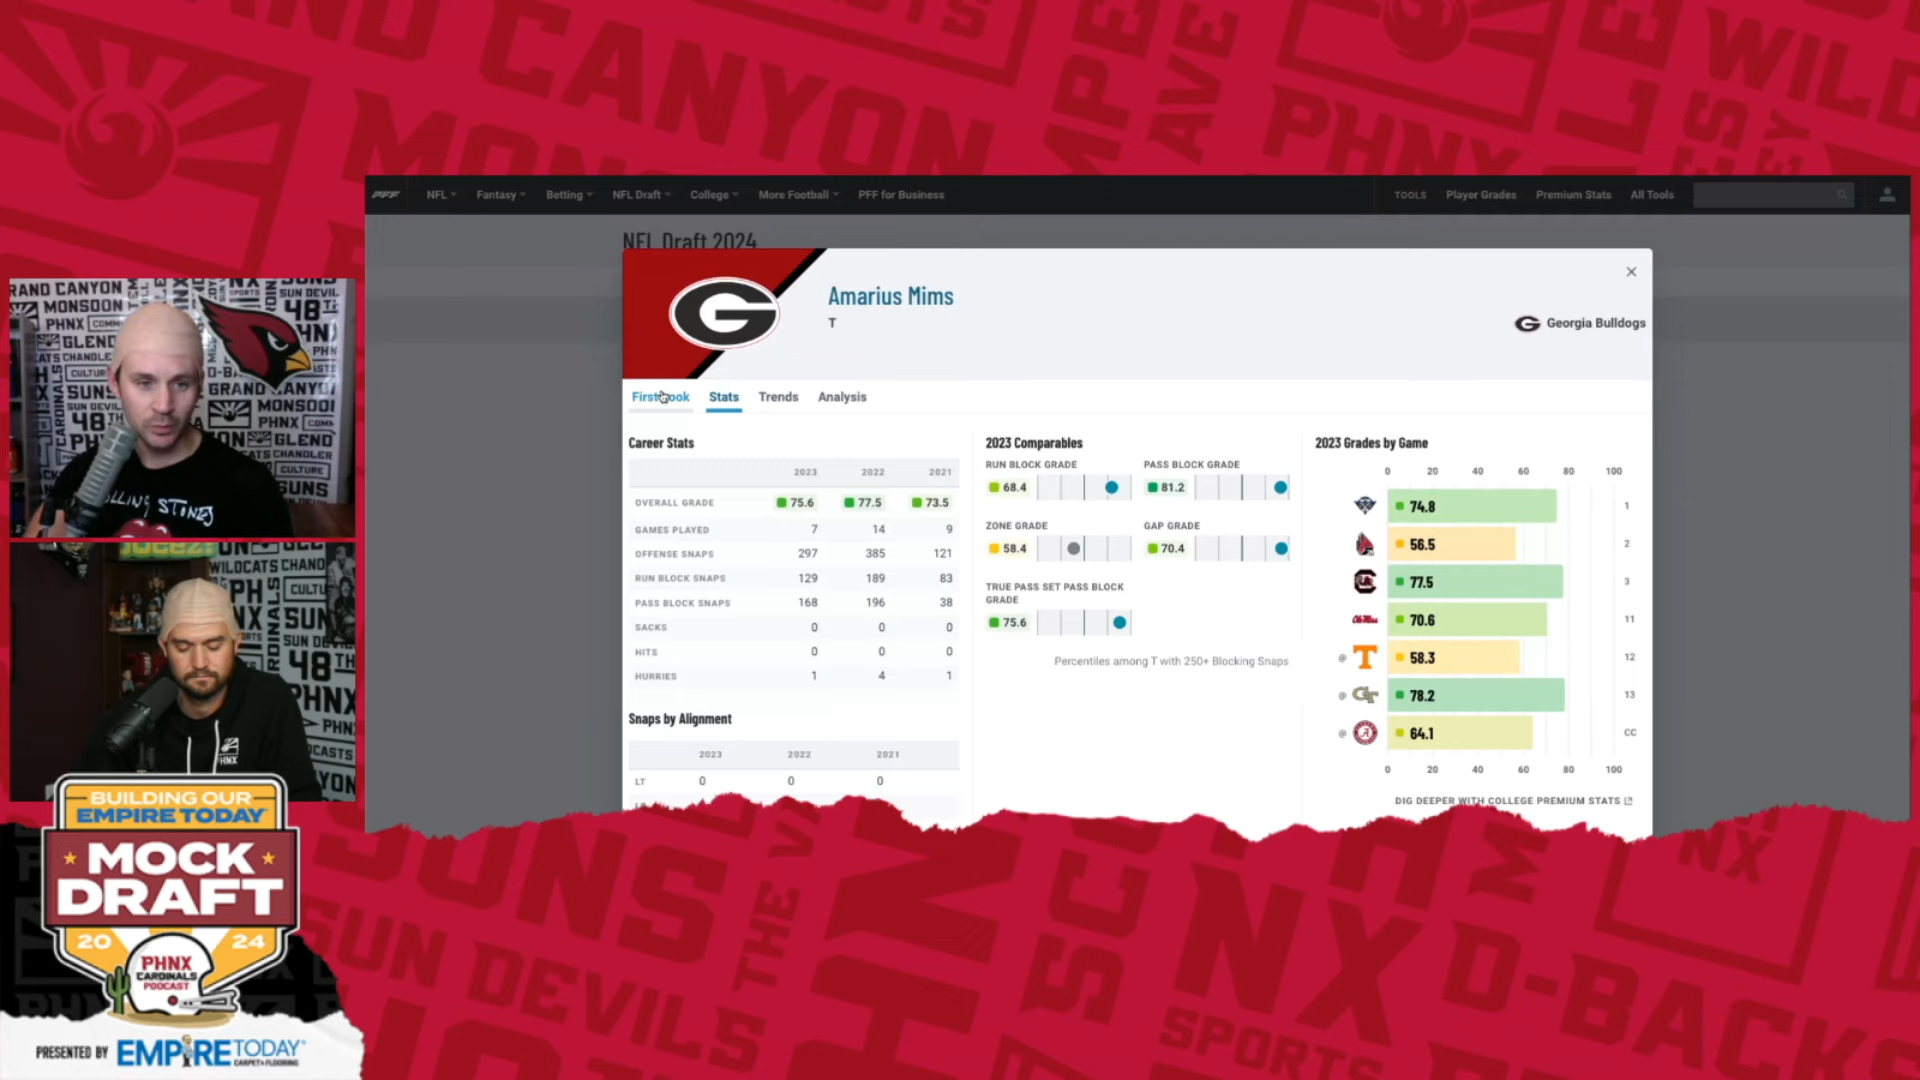 PFF NFL Fantasy Betting NFL Draft College More Football PFF for Business TOOLS Player Grades Premium Stats All Tools
NFL Draft 2024
Amarius Mims
T
Georgia Bulldogs
First Look Stats Trends Analysis
Career Stats
2023 2022 2021
OVERALL GRADE 75.6 77.5 73.5
GAMES PLAYED 7 14 9
OFFENSE SNAPS 297 385 121
RUN BLOCK SNAPS 129 189 83
PASS BLOCK SNAPS 168 196 38
SACKS 0 0 0
HITS 0 0 0
HURRIES 1 4 1
Snaps by Alignment
2023 2022 2021
LT 0 0 0
2023 Comparables
RUN BLOCK GRADE PASS BLOCK GRADE
68.4 81.2
ZONE GRADE GAP GRADE
58.4 70.4
TRUE PASS SET PASS BLOCK
GRADE
75.6
Percentiles among T with 250+ Blocking Snaps
2023 Grades by Game
0 20 40 60 80 100
74.8 1
56.5 2
77.5 3
Ole Miss 70.6 11
@ T 58.3 12
@ GT 78.2 13
@ 64.1 CC
0 20 40 60 80 100
DIG DEEPER WITH COLLEGE PREMIUM STATS
BUILDING OUR
EMPIRE TODAY
MOCK
DRAFT
20 24
PHNX
CARDINALS
PODCAST
PRESENTED BY EMPIRE TODAY
CARPET & FLOORING